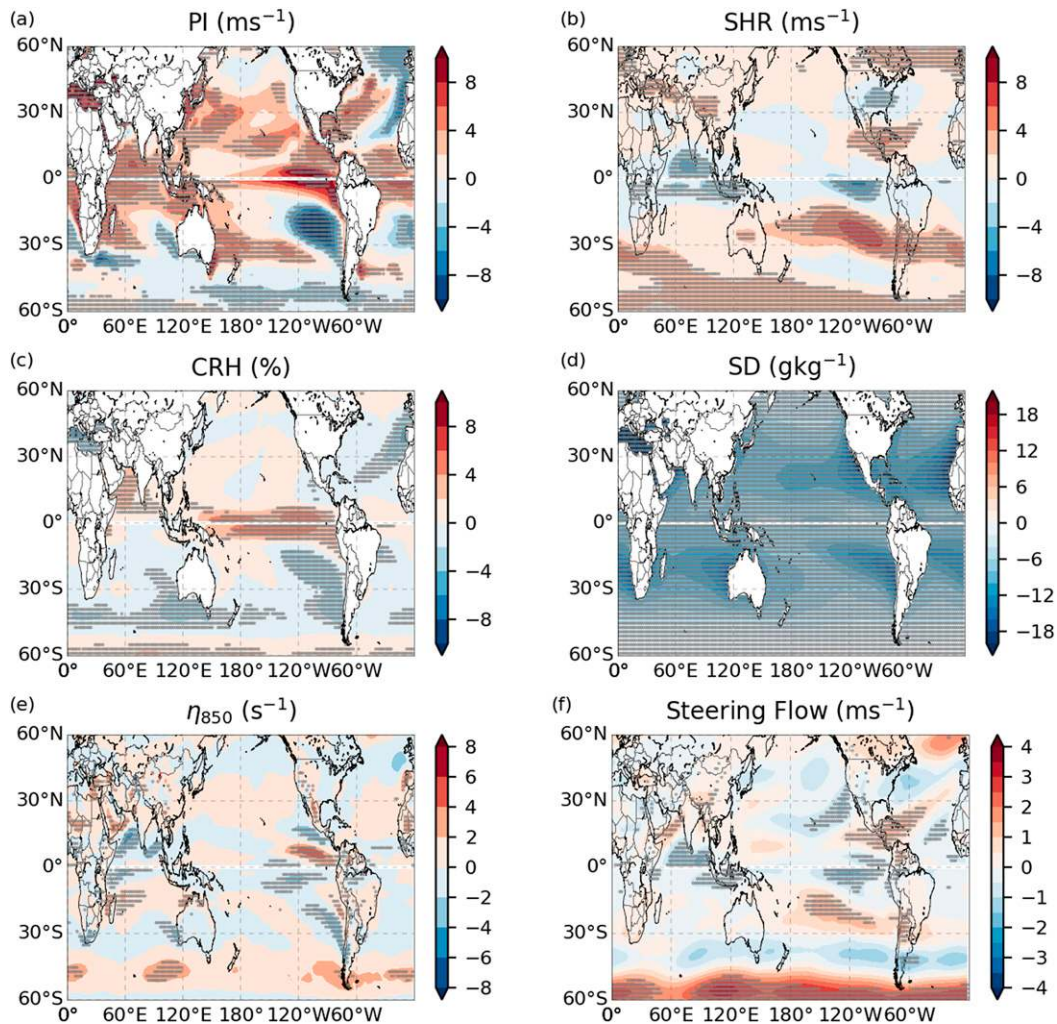 (a) PI (ms⁻¹)
60°N
30°N
0°
30°S
60°S
0° 60°E 120°E 180° 120°W 60°W
8
4
0
−4
−8
(b) SHR (ms⁻¹)
60°N
30°N
0°
30°S
60°S
0° 60°E 120°E 180° 120°W 60°W
8
4
0
−4
−8
(c) CRH (%)
60°N
30°N
0°
30°S
60°S
0° 60°E 120°E 180° 120°W 60°W
8
4
0
−4
−8
(d) SD (gkg⁻¹)
60°N
30°N
0°
30°S
60°S
0° 60°E 120°E 180° 120°W 60°W
18
12
6
0
−6
−12
−18
(e) η₈₅₀ (s⁻¹)
60°N
30°N
0°
30°S
60°S
0° 60°E 120°E 180° 120°W 60°W
8
6
4
2
0
−2
−4
−6
−8
(f) Steering Flow (ms⁻¹)
60°N
30°N
0°
30°S
60°S
0° 60°E 120°E 180° 120°W 60°W
4
3
2
1
0
−1
−2
−3
−4